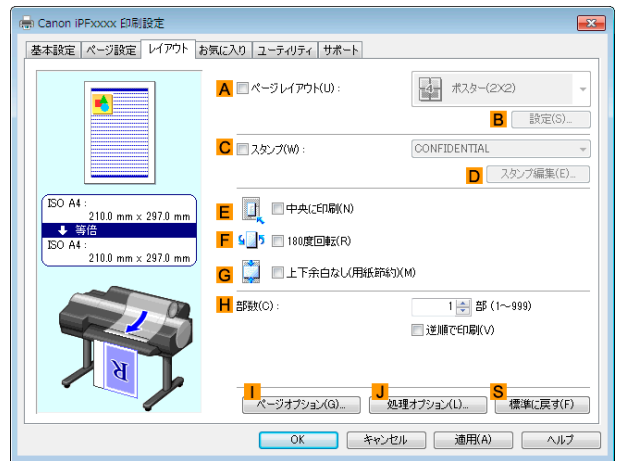 Canon iPFxxxx 印刷設定
基本設定 ページ設定 レイアウト お気に入り ユーティリティ サポート
A ページレイアウト(U) : 4 ポスター(2×2)
B 設定(S)...
C スタンプ(W) : CONFIDENTIAL
D スタンプ編集(E)...
ISO A4 :
210.0 mm x 297.0 mm
等倍
ISO A4 :
210.0 mm x 297.0 mm
E 中央に印刷(N)
F 180度回転(R)
G 上下余白なし(用紙節約)(M)
H 部数(C) : 1 部 (1～999)
逆順で印刷(V)
R
I ページオプション(G)... J 処理オプション(L)... S 標準に戻す(F)
OK キャンセル 適用(A) ヘルプ